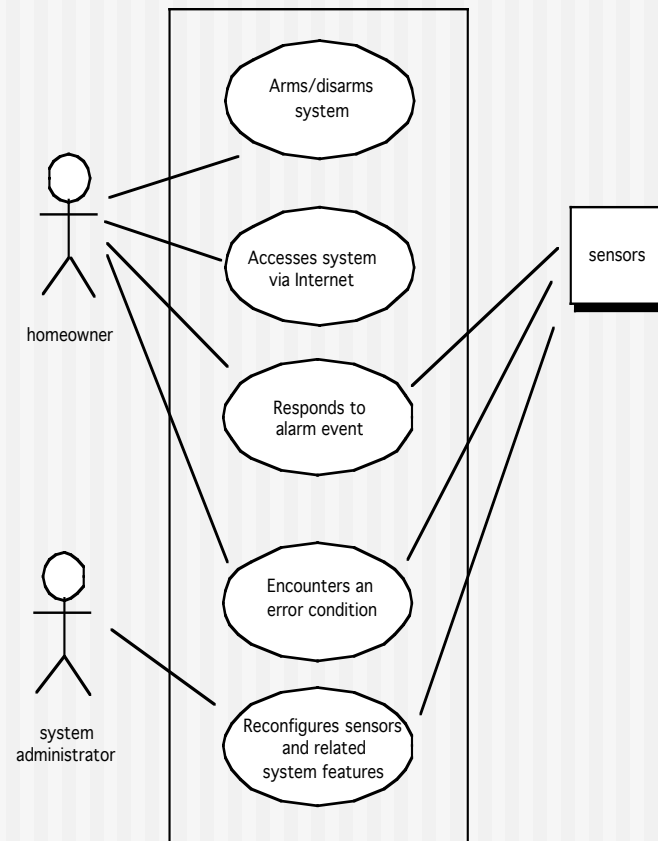 Arms/disarms
system
Accesses system
via Internet
sensors
homeowner
Responds to
alarm event
Encounters an
error condition
system
administrator
Reconfigures sensors
and related
system features